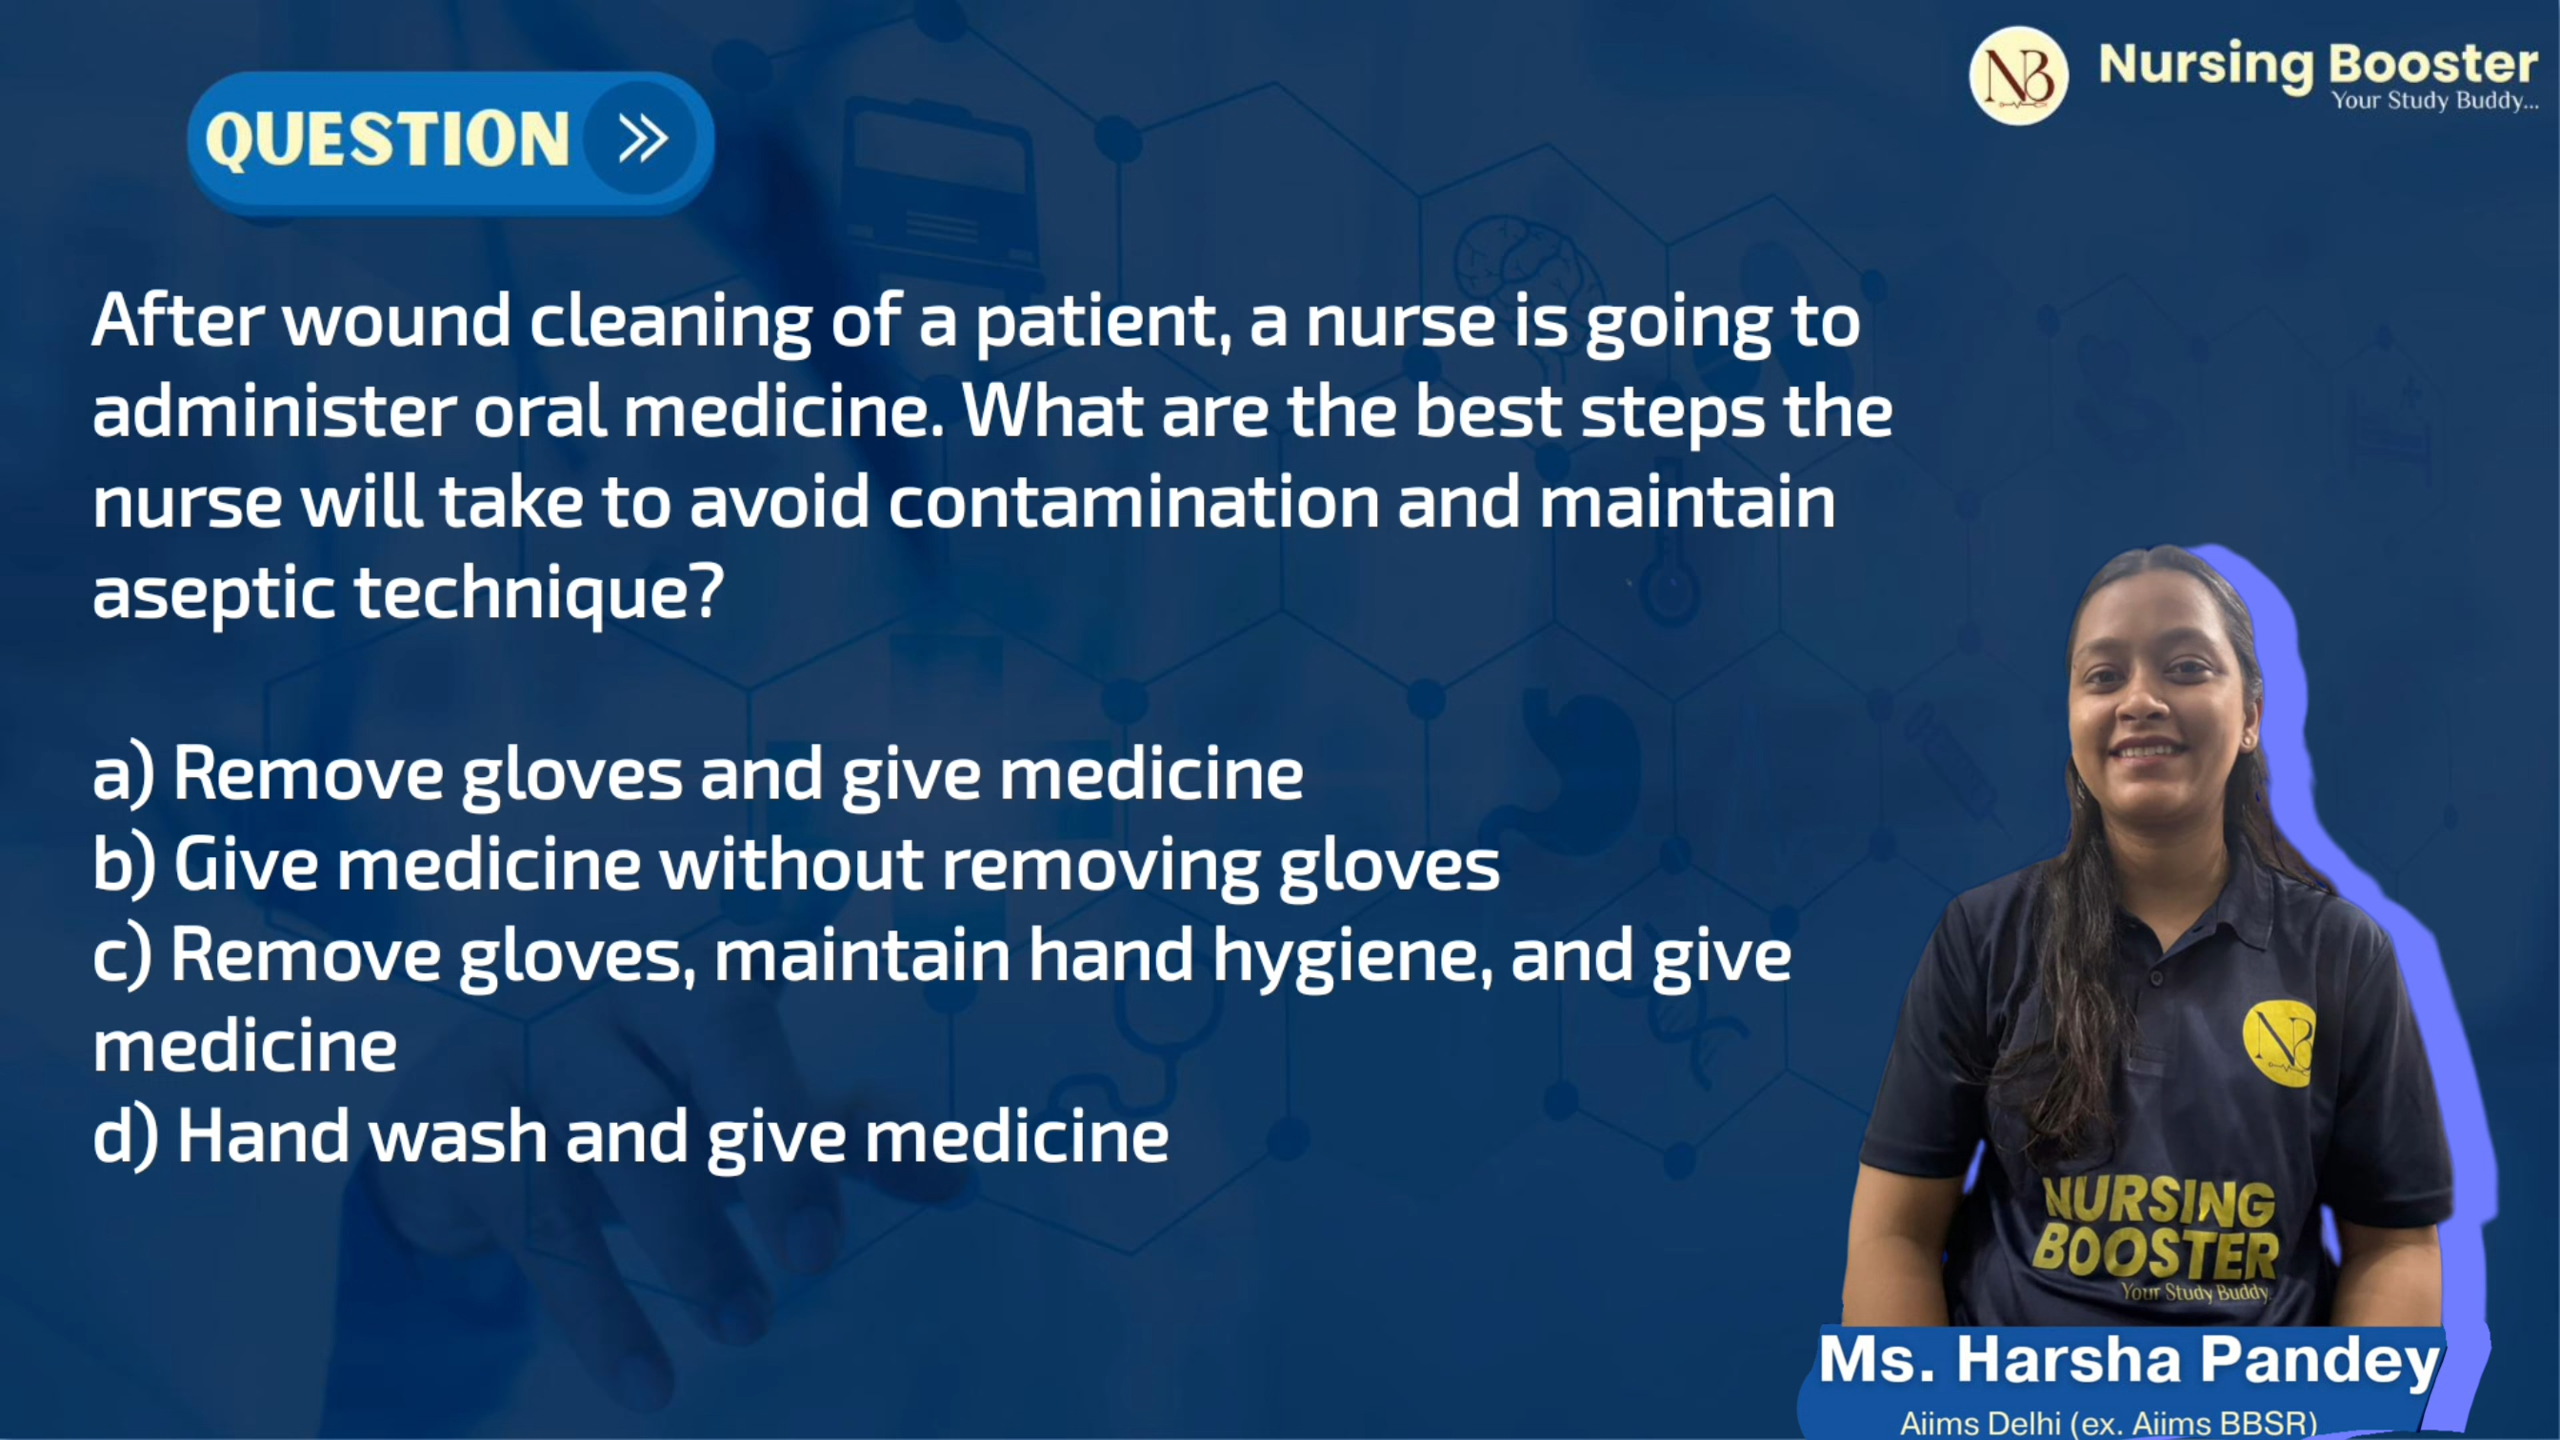 QUESTION
NB
Nursing Booster
Your Study Buddy...
After wound cleaning of a patient, a nurse is going to
administer oral medicine. What are the best steps the
nurse will take to avoid contamination and maintain
aseptic technique?
a) Remove gloves and give medicine
b) Give medicine without removing gloves
c) Remove gloves, maintain hand hygiene, and give
medicine
d) Hand wash and give medicine
NB
NURSING
BOOSTER
Your Study Buddy
Ms. Harsha Pandey
Aiims Delhi (ex. Aiims BBSR)